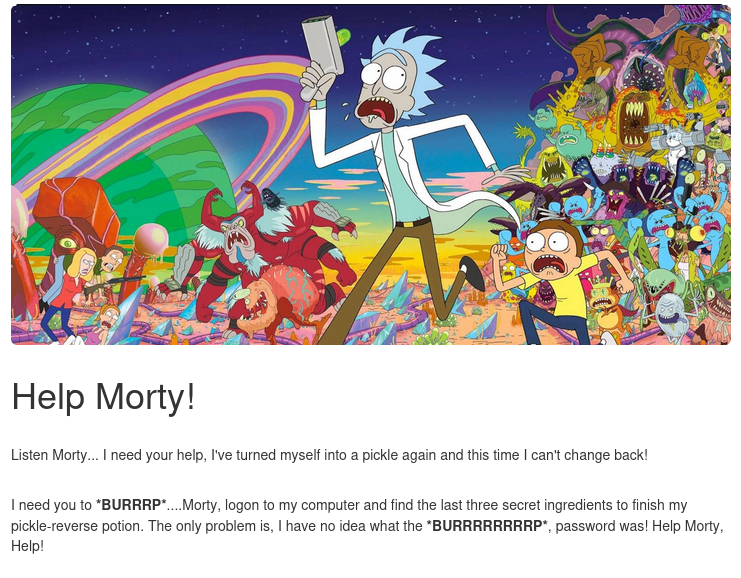 Help Morty!
Listen Morty... I need your help, I've turned myself into a pickle again and this time I can't change back!
I need you to *BURRRP*....Morty, logon to my computer and find the last three secret ingredients to finish my
pickle-reverse potion. The only problem is, I have no idea what the *BURRRRRRRRP*, password was! Help Morty,
Help!